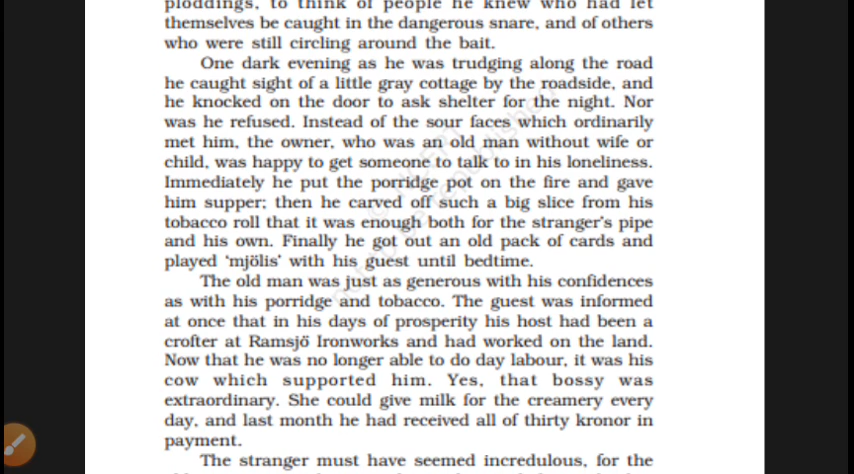 ploddings, to think of people he knew who had let
themselves be caught in the dangerous snare, and of others
who were still circling around the bait.
One dark evening as he was trudging along the road
he caught sight of a little gray cottage by the roadside, and
he knocked on the door to ask shelter for the night. Nor
was he refused. Instead of the sour faces which ordinarily
met him, the owner, who was an old man without wife or
child, was happy to get someone to talk to in his loneliness.
Immediately he put the porridge pot on the fire and gave
him supper; then he carved off such a big slice from his
tobacco roll that it was enough both for the stranger's pipe
and his own. Finally he got out an old pack of cards and
played ‘mjölis’ with his guest until bedtime.
The old man was just as generous with his confidences
as with his porridge and tobacco. The guest was informed
at once that in his days of prosperity his host had been a
crofter at Ramsjö Ironworks and had worked on the land.
Now that he was no longer able to do day labour, it was his
cow which supported him. Yes, that bossy was
extraordinary. She could give milk for the creamery every
day, and last month he had received all of thirty kronor in
payment.
The stranger must have seemed incredulous, for the